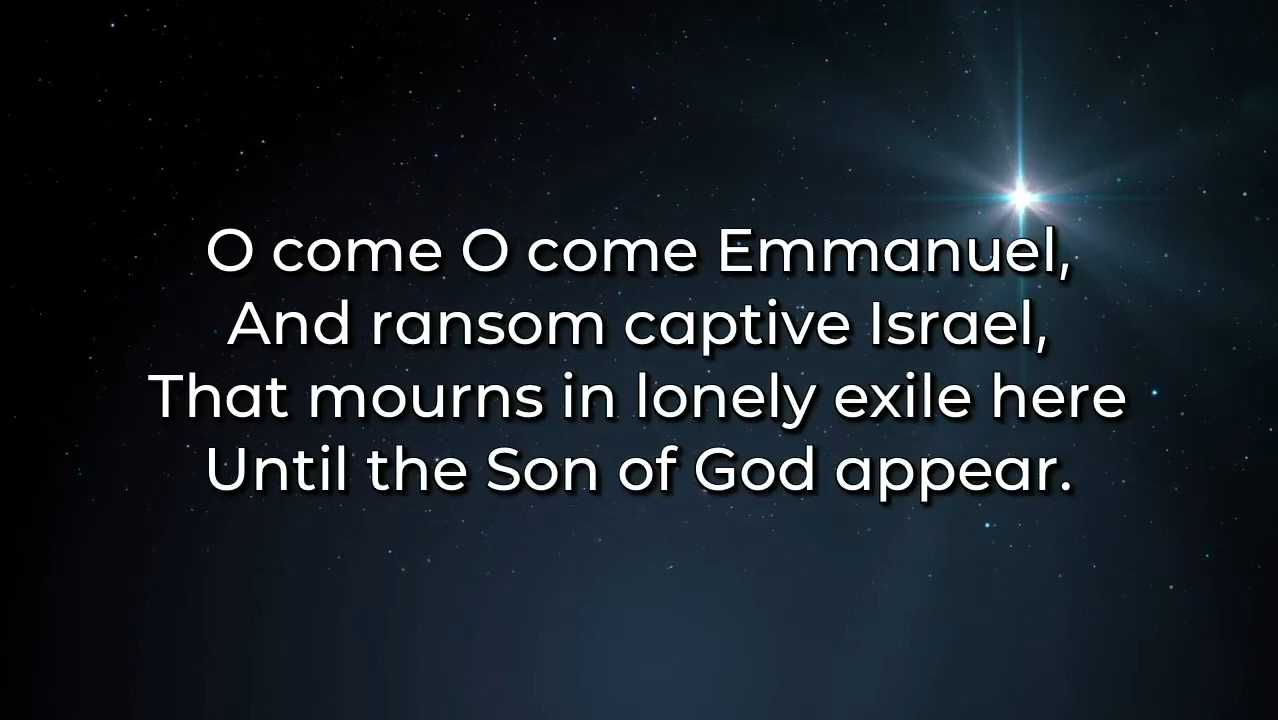 O come O come Emmanuel,
And ransom captive Israel,
That mourns in lonely exile here
Until the Son of God appear.